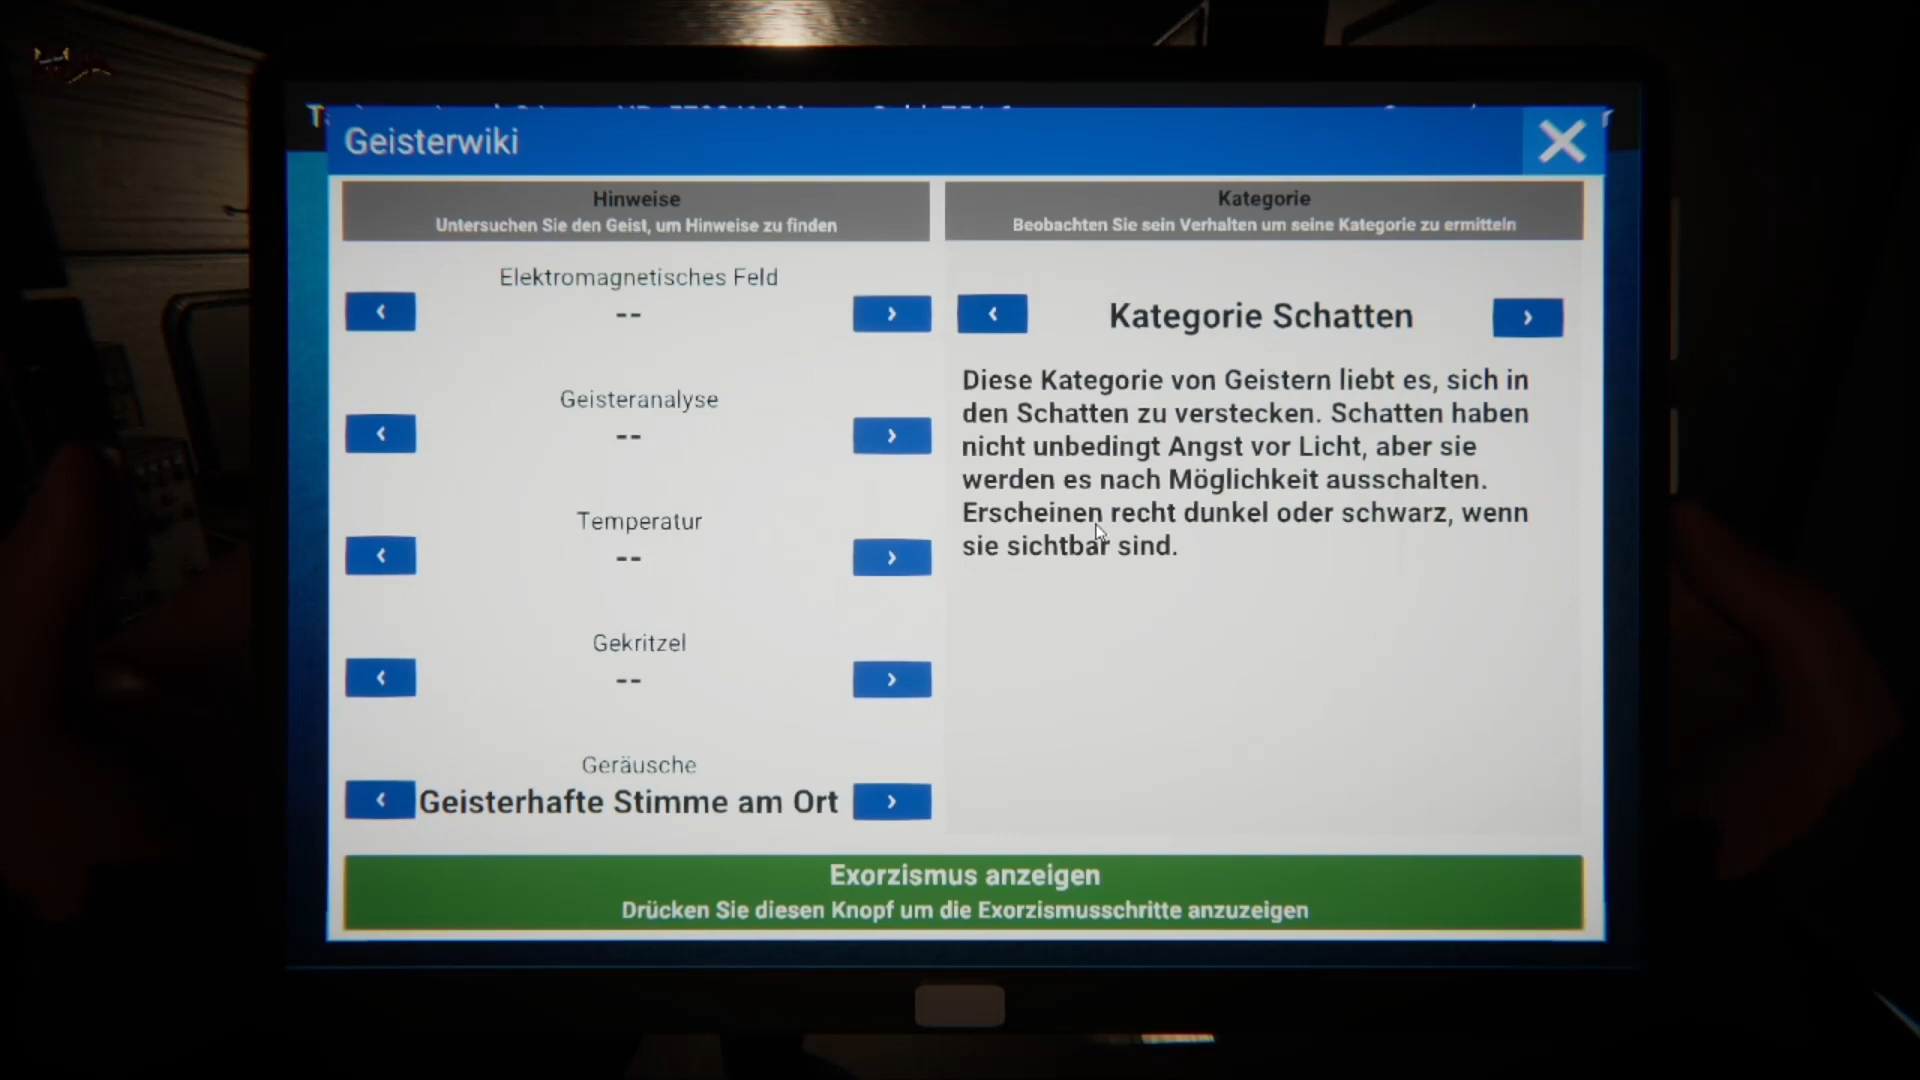 Geisterwiki
Hinweise
Untersuchen Sie den Geist, um Hinweise zu finden
Elektromagnetisches Feld
--
Geisteranalyse
--
Temperatur
--
Gekritzel
--
Geräusche
Geisterhafte Stimme am Ort
Kategorie
Beobachten Sie sein Verhalten um seine Kategorie zu ermitteln
Kategorie Schatten
Diese Kategorie von Geistern liebt es, sich in
den Schatten zu verstecken. Schatten haben
nicht unbedingt Angst vor Licht, aber sie
werden es nach Möglichkeit ausschalten.
Erscheinen recht dunkel oder schwarz, wenn
sie sichtbar sind.
Exorzismus anzeigen
Drücken Sie diesen Knopf um die Exorzismusschritte anzuzeigen